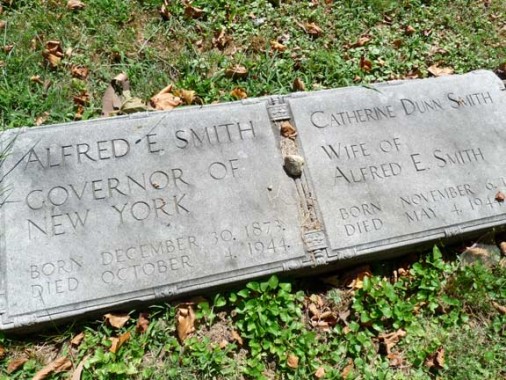 ALFRED E. SMITH
GOVERNOR OF
NEW YORK
BORN DECEMBER 30, 1873.
DIED OCTOBER 4, 1944.
CATHERINE DUNN SMITH
WIFE OF
ALFRED E. SMITH
BORN NOVEMBER
DIED MAY 4,